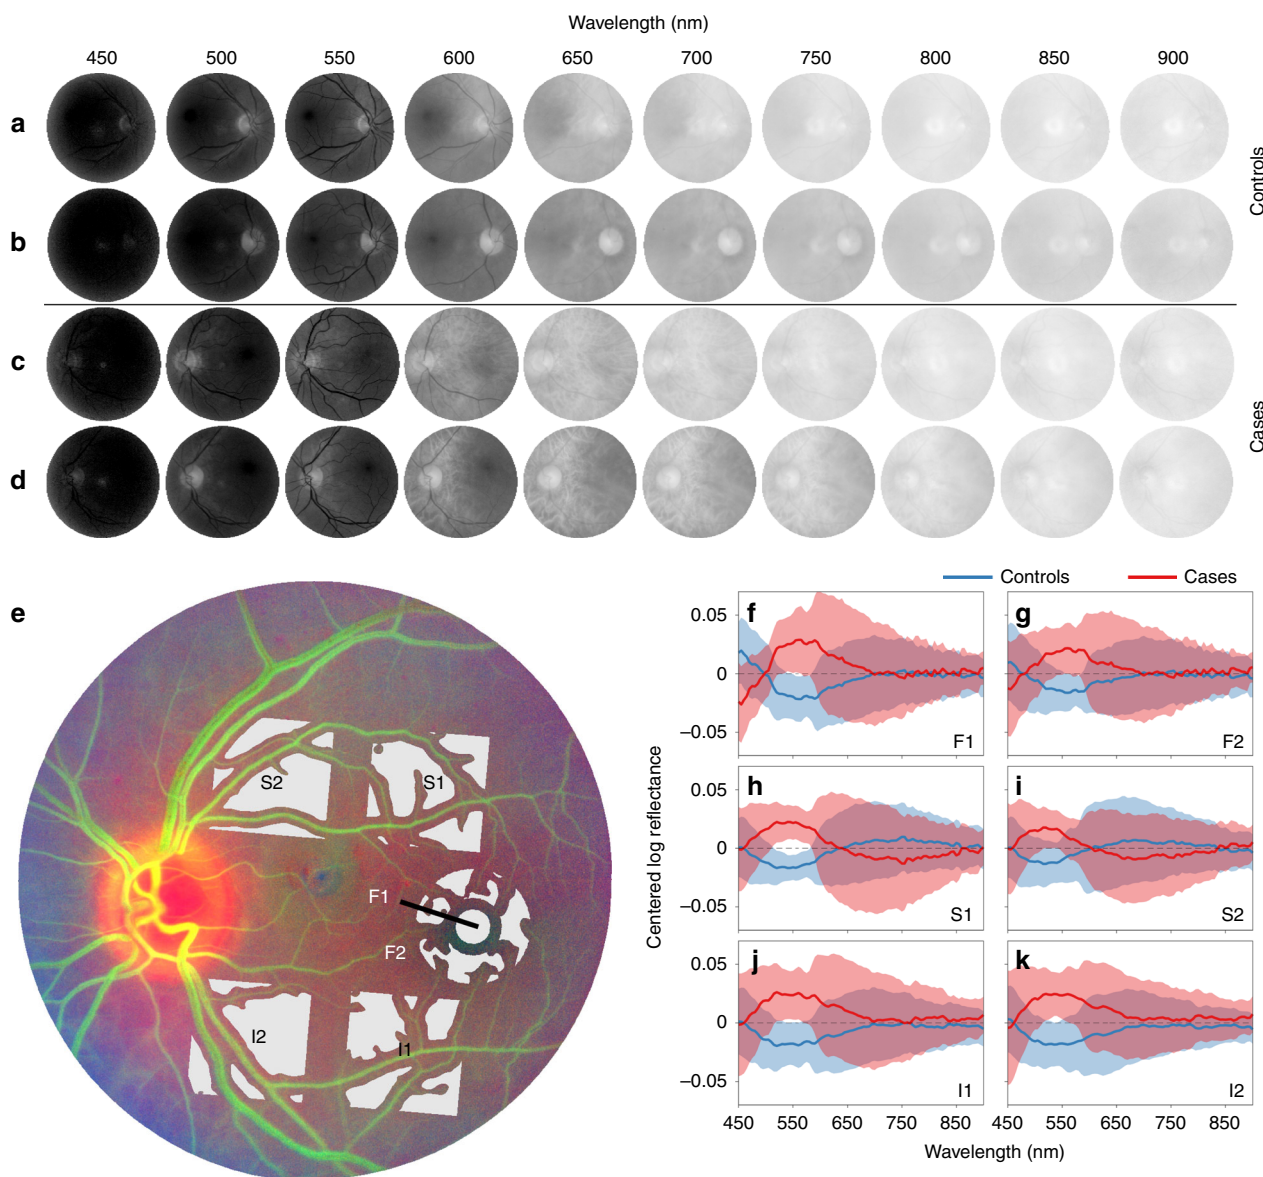 Wavelength (nm)
450 500 550 600 650 700 750 800 850 900
a
b
c
d
Controls
Cases
e
S2
S1
F1
F2
I2
I1
Controls Cases
Centered log reflectance
f
0.05
0
−0.05
F1
g
F2
h
0.05
0
−0.05
S1
i
S2
j
0.05
0
−0.05
I1
k
I2
450 550 650 750 850 450 550 650 750 850
Wavelength (nm)